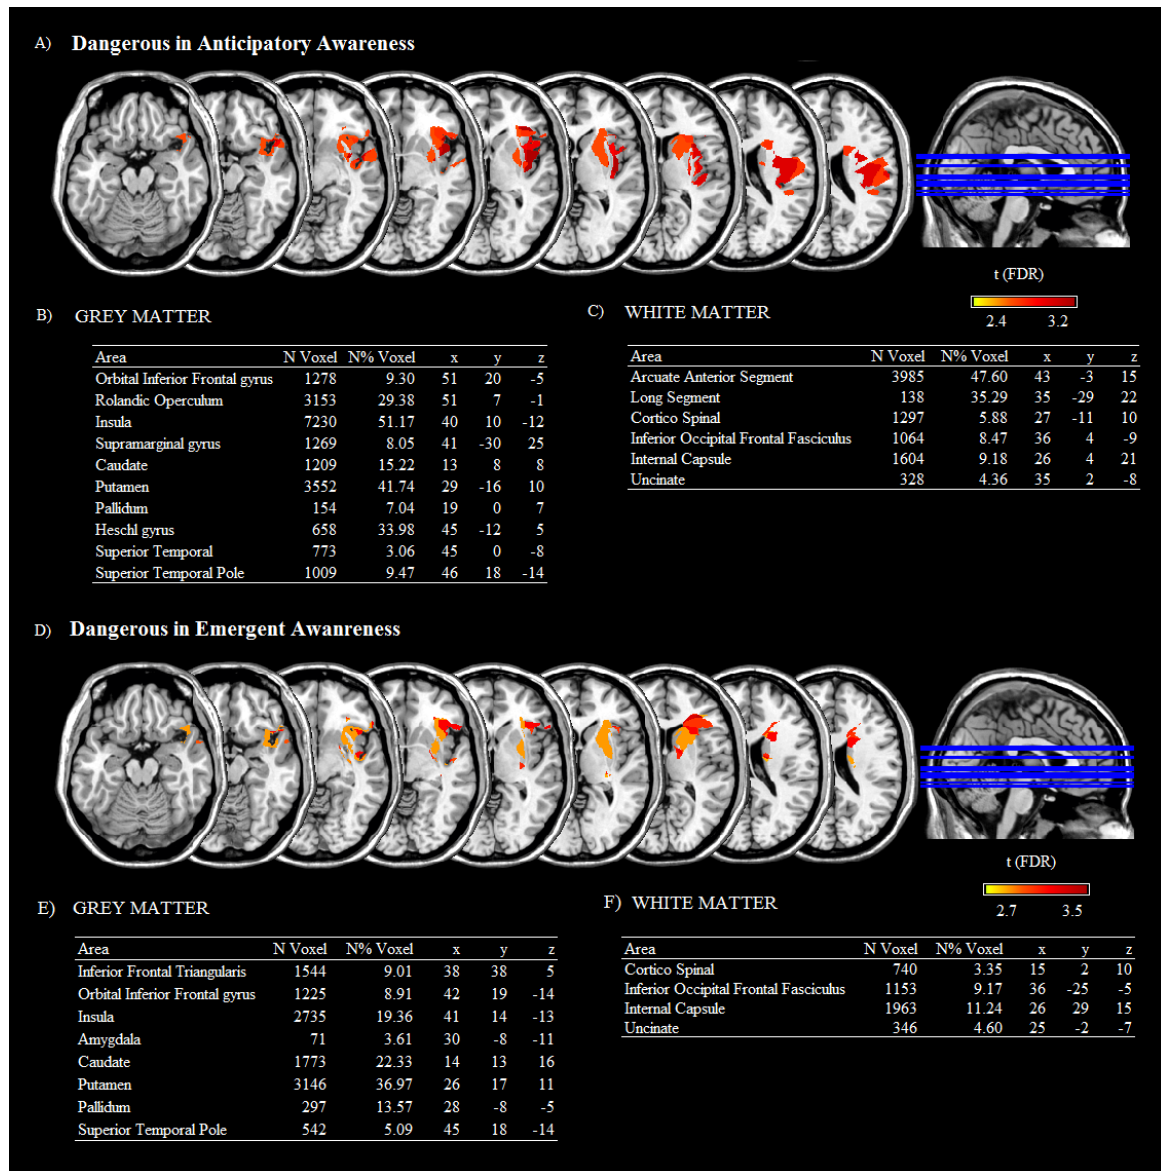 A) Dangerous in Anticipatory Awareness
t (FDR)
2.4 3.2
B) GREY MATTER
Area N Voxel N% Voxel x y z
Orbital Inferior Frontal gyrus 1278 9.30 51 20 -5
Rolandic Operculum 3153 29.38 51 7 -1
Insula 7230 51.17 40 10 -12
Supramarginal gyrus 1269 8.05 41 -30 25
Caudate 1209 15.22 13 8 8
Putamen 3552 41.74 29 -16 10
Pallidum 154 7.04 19 0 7
Heschl gyrus 658 33.98 45 -12 5
Superior Temporal 773 3.06 45 0 -8
Superior Temporal Pole 1009 9.47 46 18 -14
C) WHITE MATTER
Area N Voxel N% Voxel x y z
Arcuate Anterior Segment 3985 47.60 43 -3 15
Long Segment 138 35.29 35 -29 22
Cortico Spinal 1297 5.88 27 -11 10
Inferior Occipital Frontal Fasciculus 1064 8.47 36 4 -9
Internal Capsule 1604 9.18 26 4 21
Uncinate 328 4.36 35 2 -8
D) Dangerous in Emergent Awanreness
t (FDR)
2.7 3.5
E) GREY MATTER
Area N Voxel N% Voxel x y z
Inferior Frontal Triangularis 1544 9.01 38 38 5
Orbital Inferior Frontal gyrus 1225 8.91 42 19 -14
Insula 2735 19.36 41 14 -13
Amygdala 71 3.61 30 -8 -11
Caudate 1773 22.33 14 13 16
Putamen 3146 36.97 26 17 11
Pallidum 297 13.57 28 -8 -5
Superior Temporal Pole 542 5.09 45 18 -14
F) WHITE MATTER
Area N Voxel N% Voxel x y z
Cortico Spinal 740 3.35 15 2 10
Inferior Occipital Frontal Fasciculus 1153 9.17 36 -25 -5
Internal Capsule 1963 11.24 26 29 15
Uncinate 346 4.60 25 -2 -7